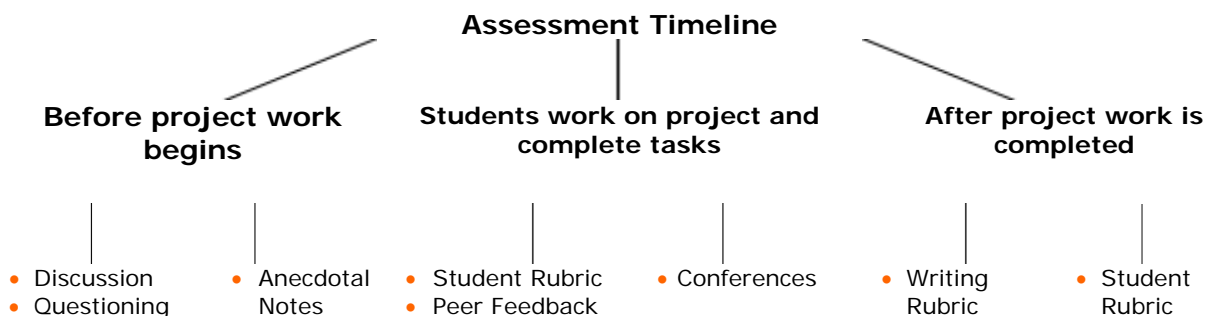 Assessment Timeline
Before project work
begins
Students work on project and
complete tasks
After project work is
completed
• Discussion
• Questioning
• Anecdotal
Notes
• Student Rubric
• Peer Feedback
• Conferences
• Writing
Rubric
• Student
Rubric